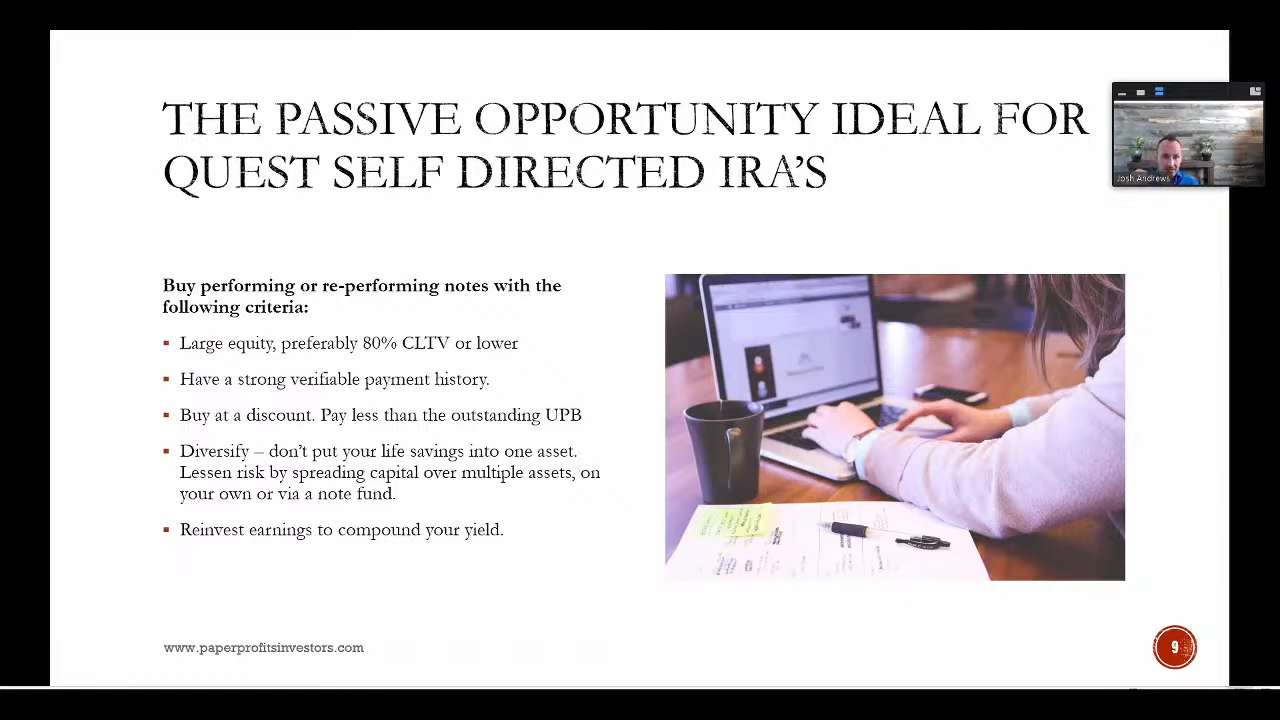 THE PASSIVE OPPORTUNITY IDEAL FOR
QUEST SELF DIRECTED IRA'S
Josh Andrews
Buy performing or re-performing notes with the
following criteria:
Large equity, preferably 80% CLTV or lower
Have a strong verifiable payment history.
Buy at a discount. Pay less than the outstanding UPB
Diversify – don't put your life savings into one asset.
Lessen risk by spreading capital over multiple assets, on
your own or via a note fund.
Reinvest earnings to compound your yield.
www.paperprofitsinvestors.com
9